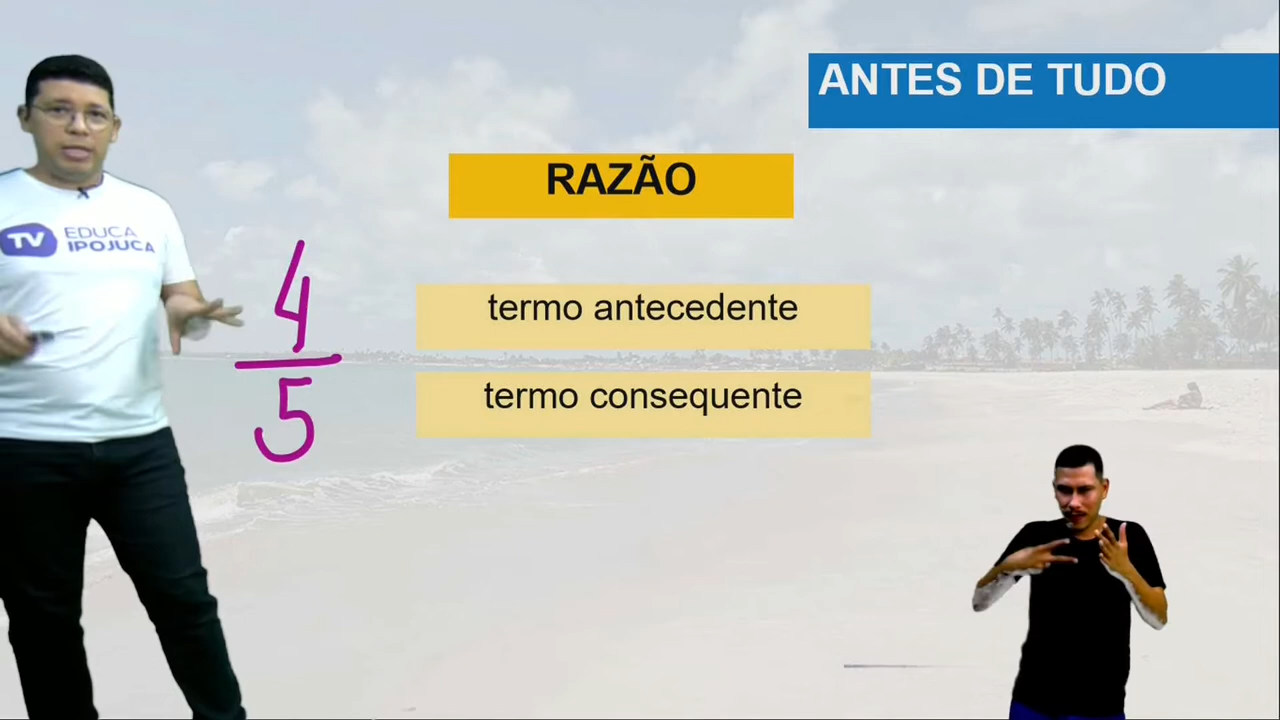 ANTES DE TUDO
RAZÃO
TV EDUCA
IPOJUCA
4
5
termo antecedente
termo consequente